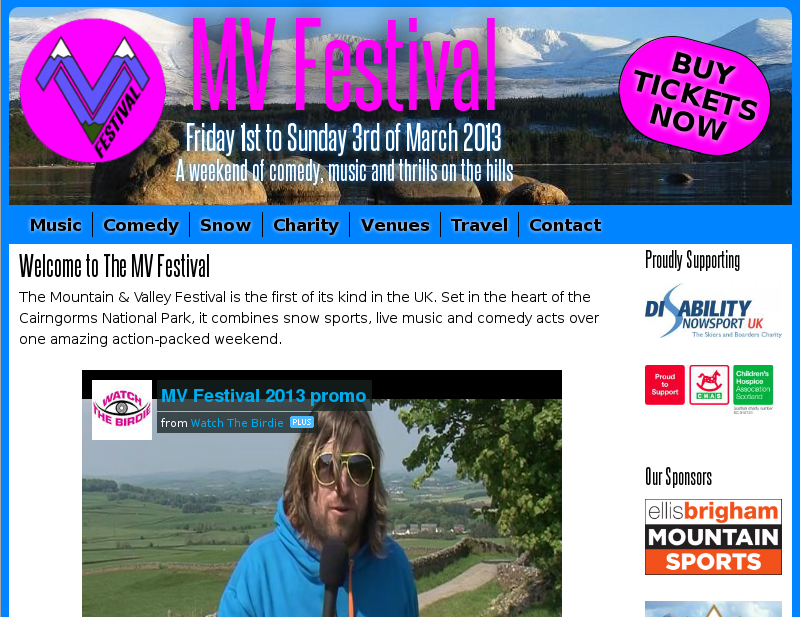 FESTIVAL
MV Festival
Friday 1st to Sunday 3rd of March 2013
A weekend of comedy, music and thrills on the hills
BUY
TICKETS
NOW
Music
Comedy
Snow
Charity
Venues
Travel
Contact
Welcome to The MV Festival
The Mountain & Valley Festival is the first of its kind in the UK. Set in the heart of the
Cairngorms National Park, it combines snow sports, live music and comedy acts over
one amazing action-packed weekend.
WATCH
THE BIRDIE
MV Festival 2013 promo
from Watch The Birdie PLUS
Proudly Supporting
DISABILITY
SNOWSPORT UK
The Skiers and Boarders Charity
Proud
to
Support
CHAS
Children's
Hospice
Association
Scotland
Our Sponsors
ellisbrigham
MOUNTAIN
SPORTS